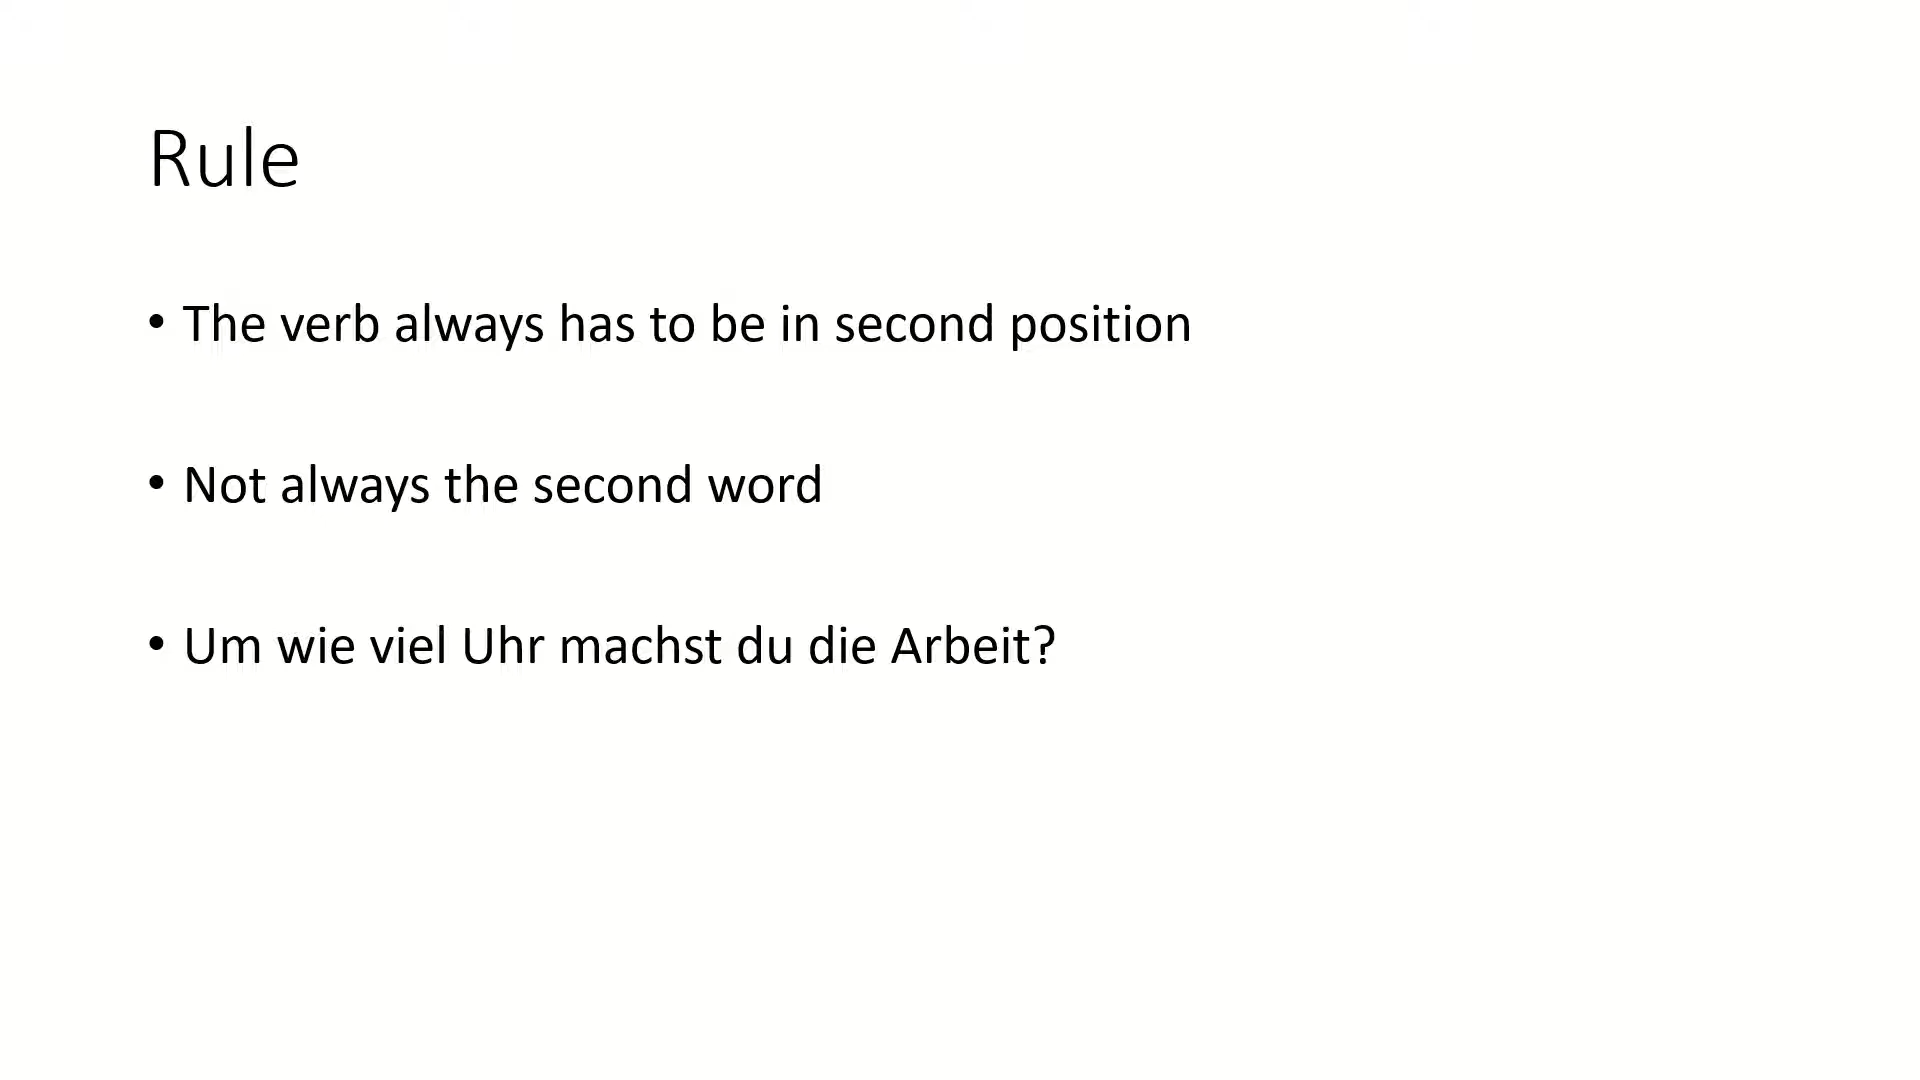 Rule
• The verb always has to be in second position
• Not always the second word
• Um wie viel Uhr machst du die Arbeit?